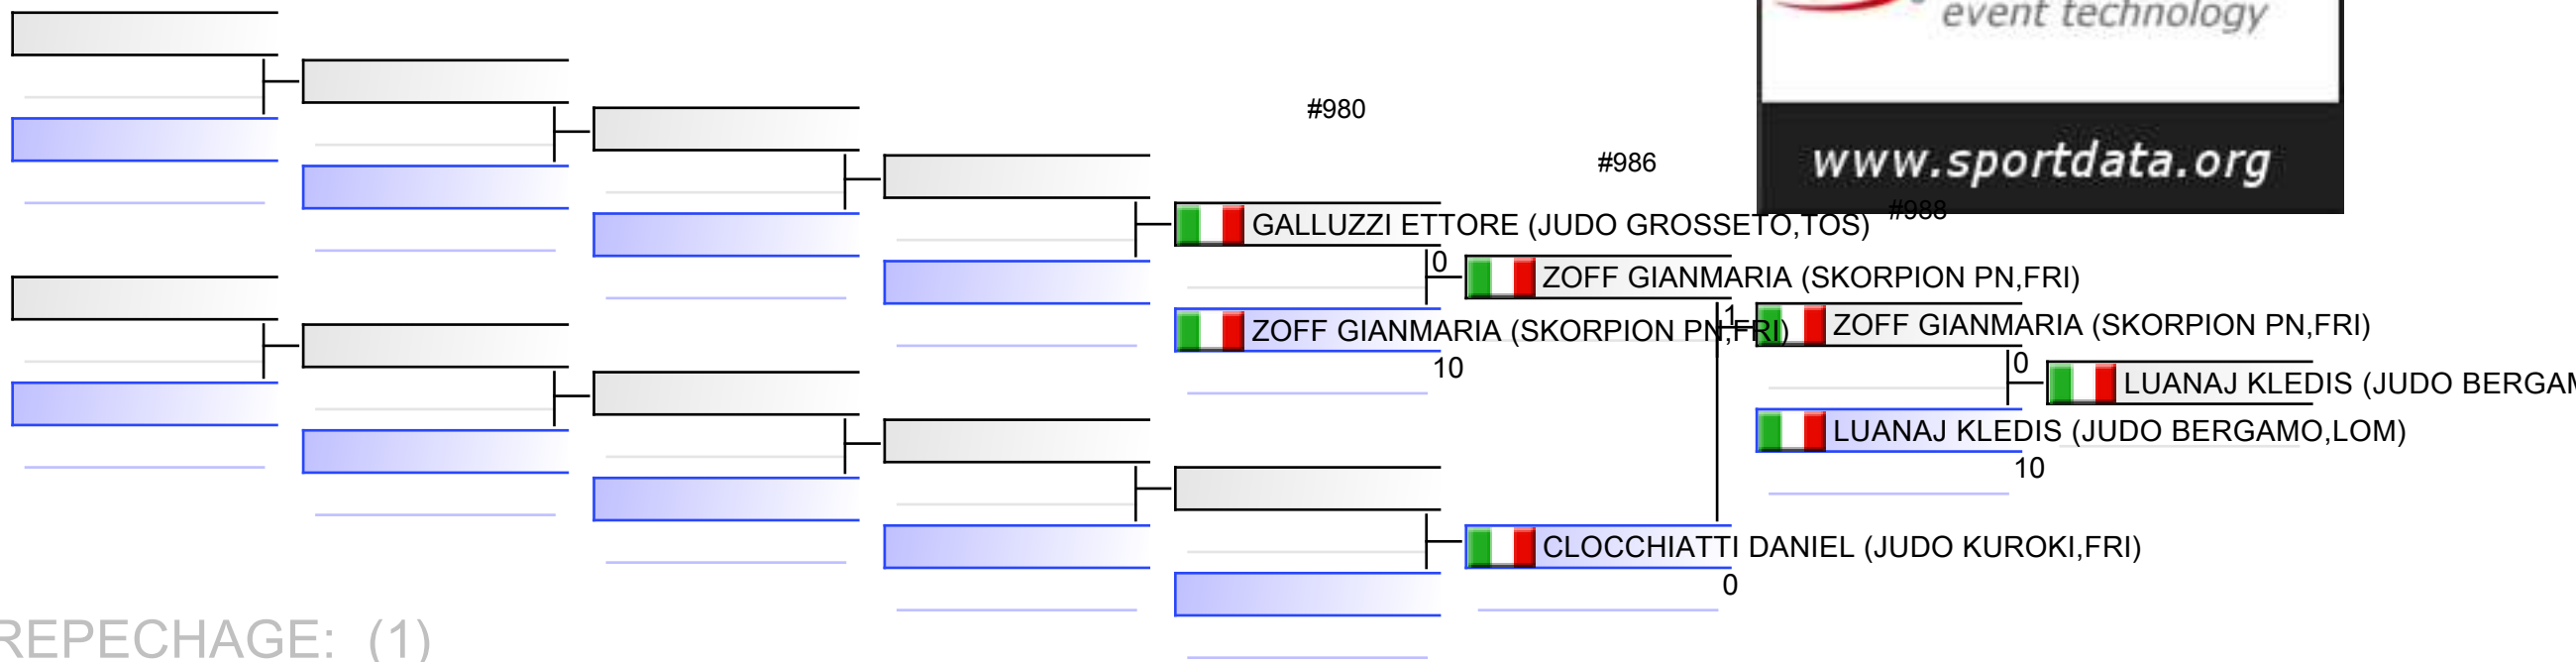 event technology
#980
#986
www.sportdata.org
#988
GALLUZZI ETTORE (JUDO GROSSETO,TOS)
0
ZOFF GIANMARIA (SKORPION PN,FRI)
1
ZOFF GIANMARIA (SKORPION PN,FRI)
ZOFF GIANMARIA (SKORPION PN,FRI)
10
0
LUANAJ KLEDIS (JUDO BERGAM
LUANAJ KLEDIS (JUDO BERGAMO,LOM)
10
CLOCCHIATTI DANIEL (JUDO KUROKI,FRI)
0
REPECHAGE: (1)